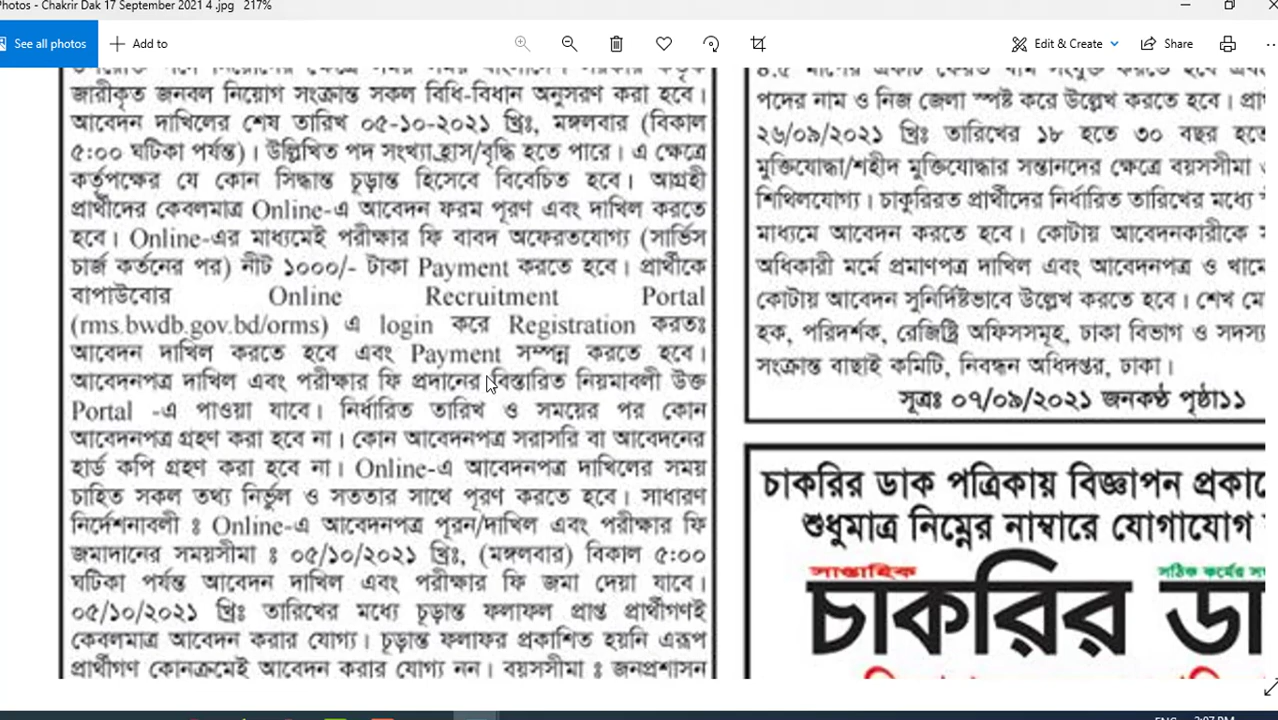 Photos - Chakrir Dak 17 September 2021 4 .jpg 217%
See all photos
Add to
Edit & Create
Share
জারীকৃত জনবল নিয়োগ সংক্রান্ত সকল বিধি-বিধান অনুসরণ করা হবে।
আবেদন দাখিলের শেষ তারিখ ০৫-১০-২০২১ খ্রিঃ, মঙ্গলবার (বিকাল
৫:০০ ঘটিকা পর্যন্ত)। উল্লিখিত পদ সংখ্যা হ্রাস/বৃদ্ধি হতে পারে। এ ক্ষেত্রে
কর্তৃপক্ষের যে কোন সিদ্ধান্ত চূড়ান্ত হিসেবে বিবেচিত হবে। আগ্রহী
প্রার্থীদের কেবলমাত্র Online-এ আবেদন ফরম পূরণ এবং দাখিল করতে
হবে। Online-এর মাধ্যমেই পরীক্ষার ফি বাবদ অফেরতযোগ্য (সার্ভিস
চার্জ কর্তনের পর) নীট ১০০০/- টাকা Payment করতে হবে। প্রার্থীকে
বাপাউবোর Online Recruitment Portal
(rms.bwdb.gov.bd/orms) এ login করে Registration করতঃ
আবেদন দাখিল করতে হবে এবং Payment সম্পন্ন করতে হবে।
আবেদনপত্র দাখিল এবং পরীক্ষার ফি প্রদানের বিস্তারিত নিয়মাবলী উক্ত
Portal -এ পাওয়া যাবে। নির্ধারিত তারিখ ও সময়ের পর কোন
আবেদনপত্র গ্রহণ করা হবে না। কোন আবেদনপত্র সরাসরি বা আবেদনের
হার্ড কপি গ্রহণ করা হবে না। Online-এ আবেদনপত্র দাখিলের সময়
চাহিত সকল তথ্য নির্ভুল ও সততার সাথে পূরণ করতে হবে। সাধারণ
নির্দেশনাবলী ঃ Online-এ আবেদনপত্র পূরন/দাখিল এবং পরীক্ষার ফি
জমাদানের সময়সীমা ঃ ০৫/১০/২০২১ খ্রিঃ, (মঙ্গলবার) বিকাল ৫:০০
ঘটিকা পর্যন্ত আবেদন দাখিল এবং পরীক্ষার ফি জমা দেয়া যাবে।
০৫/১০/২০২১ খ্রিঃ তারিখের মধ্যে চূড়ান্ত ফলাফল প্রাপ্ত প্রার্থীগণই
কেবলমাত্র আবেদন করার যোগ্য। চূড়ান্ত ফলাফর প্রকাশিত হয়নি এরূপ
প্রার্থীগণ কোনক্রমেই আবেদন করার যোগ্য নন। বয়সসীমা ঃ জনপ্রশাসন
৪.৫ মাপের একটি ফেরত খাম সংযুক্ত করতে হবে এবং
পদের নাম ও নিজ জেলা স্পষ্ট করে উল্লেখ করতে হবে।
২৬/০৯/২০২১ খ্রিঃ তারিখের ১৮ হতে ৩০ বছর হতে
মুক্তিযোদ্ধা/শহীদ মুক্তিযোদ্ধার সন্তানদের ক্ষেত্রে বয়সসীমা
শিথিলযোগ্য। চাকুরিরত প্রার্থীদের নির্ধারিত তারিখের মধ্যে
মাধ্যমে আবেদন করতে হবে। কোটায় আবেদনকারীকে
অধিকারী মর্মে প্রমাণপত্র দাখিল এবং আবেদনপত্র ও খামে
কোটায় আবেদন সুনির্দিষ্টভাবে উল্লেখ করতে হবে। শেখ
হক, পরিদর্শক, রেজিষ্ট্রি অফিসসমূহ, ঢাকা বিভাগ ও সদস্য
সংক্রান্ত বাছাই কমিটি, নিবন্ধন অধিদপ্তর, ঢাকা।
সূত্রঃ ০৭/০৯/২০২১ জনকণ্ঠ পৃষ্ঠা১১
চাকরির ডাক পত্রিকায় বিজ্ঞাপন
শুধুমাত্র নিম্নের নাম্বারে যোগাযোগ
সাপ্তাহিক সঠিক কর্মের
চাকরির ডা